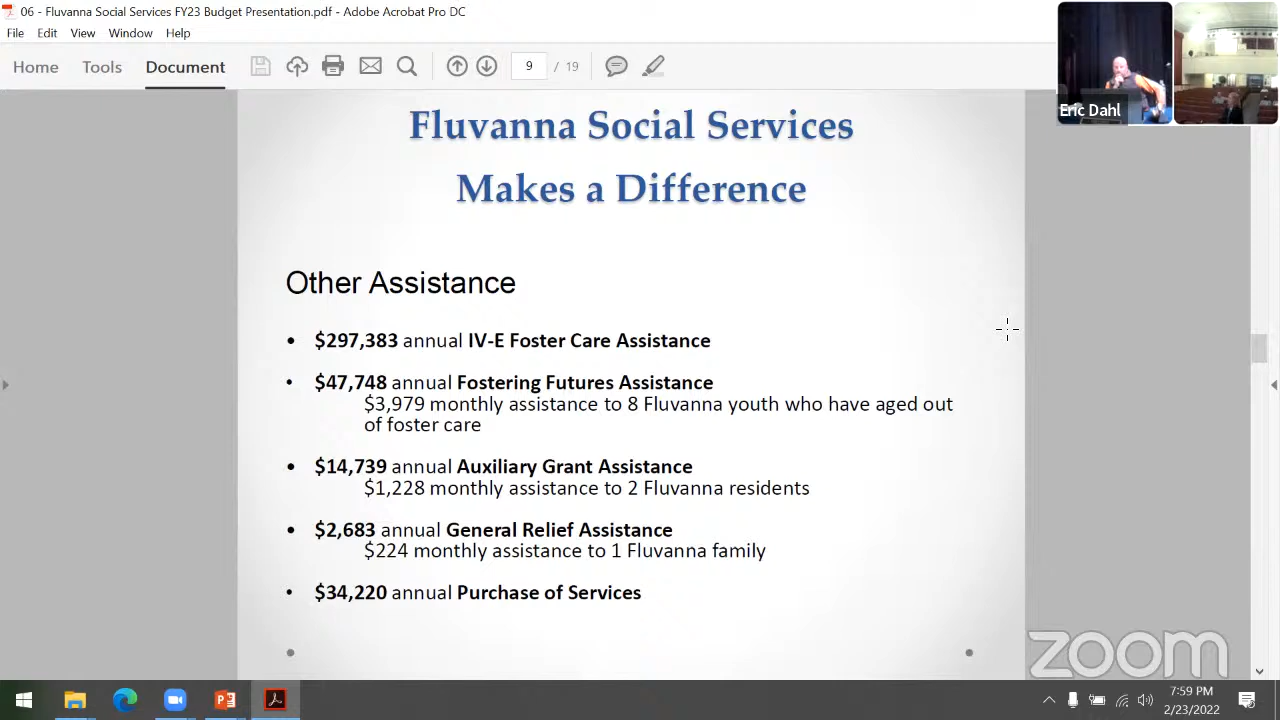 06 - Fluvanna Social Services FY23 Budget Presentation.pdf - Adobe Acrobat Pro DC
File Edit View Window Help
Home Tools Document 9 / 19
Eric Dahl
Fluvanna Social Services
Makes a Difference
Other Assistance
• $297,383 annual IV-E Foster Care Assistance
• $47,748 annual Fostering Futures Assistance
$3,979 monthly assistance to 8 Fluvanna youth who have aged out
of foster care
• $14,739 annual Auxiliary Grant Assistance
$1,228 monthly assistance to 2 Fluvanna residents
• $2,683 annual General Relief Assistance
$224 monthly assistance to 1 Fluvanna family
• $34,220 annual Purchase of Services
zoom
7:59 PM
2/23/2022